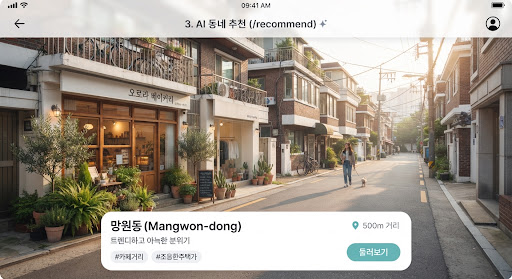 09:41 AM
3. AI 동네 추천 (/recommend)
오로라 베이커리
망원동 (Mangwon-dong)
500m 거리
트렌디하고 아늑한 분위기
#카페거리 #조용한주택가
둘러보기